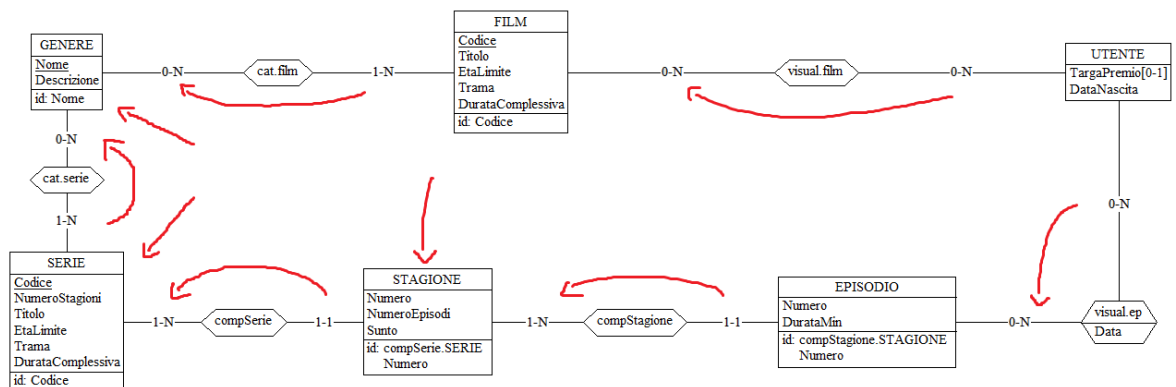 FILM
Codice
Titolo
EtaLimite
Trama
DurataComplessiva
id: Codice
GENERE
Nome
Descrizione
id: Nome
0-N
cat.film
1-N
0-N
visual.film
0-N
UTENTE
TargaPremio[0-1]
DataNascita
0-N
cat.serie
1-N
0-N
SERIE
Codice
NumeroStagioni
Titolo
EtaLimite
Trama
DurataComplessiva
id: Codice
1-N
compSerie
1-1
STAGIONE
Numero
NumeroEpisodi
Sunto
id: compSerie.SERIE
Numero
1-N
compStagione
1-1
EPISODIO
Numero
DurataMin
id: compStagione.STAGIONE
Numero
0-N
visual.ep
Data